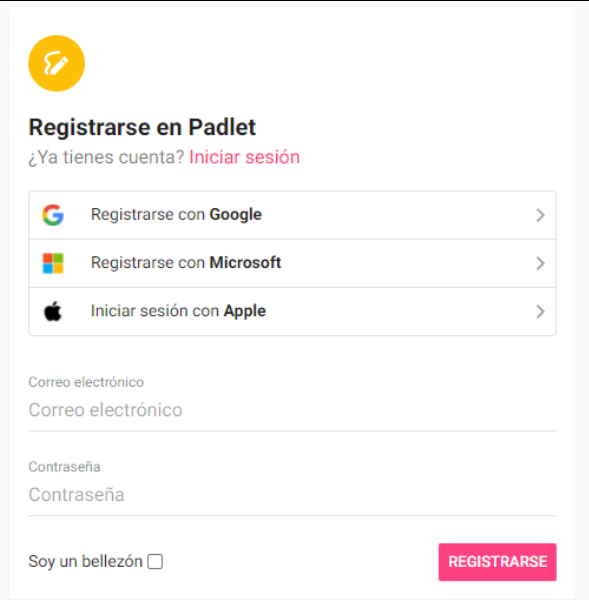 Registrarse en Padlet
¿Ya tienes cuenta? Iniciar sesión
Registrarse con Google
Registrarse con Microsoft
Iniciar sesión con Apple
Correo electrónico
Correo electrónico
Contraseña
Contraseña
Soy un bellezón
REGISTRARSE